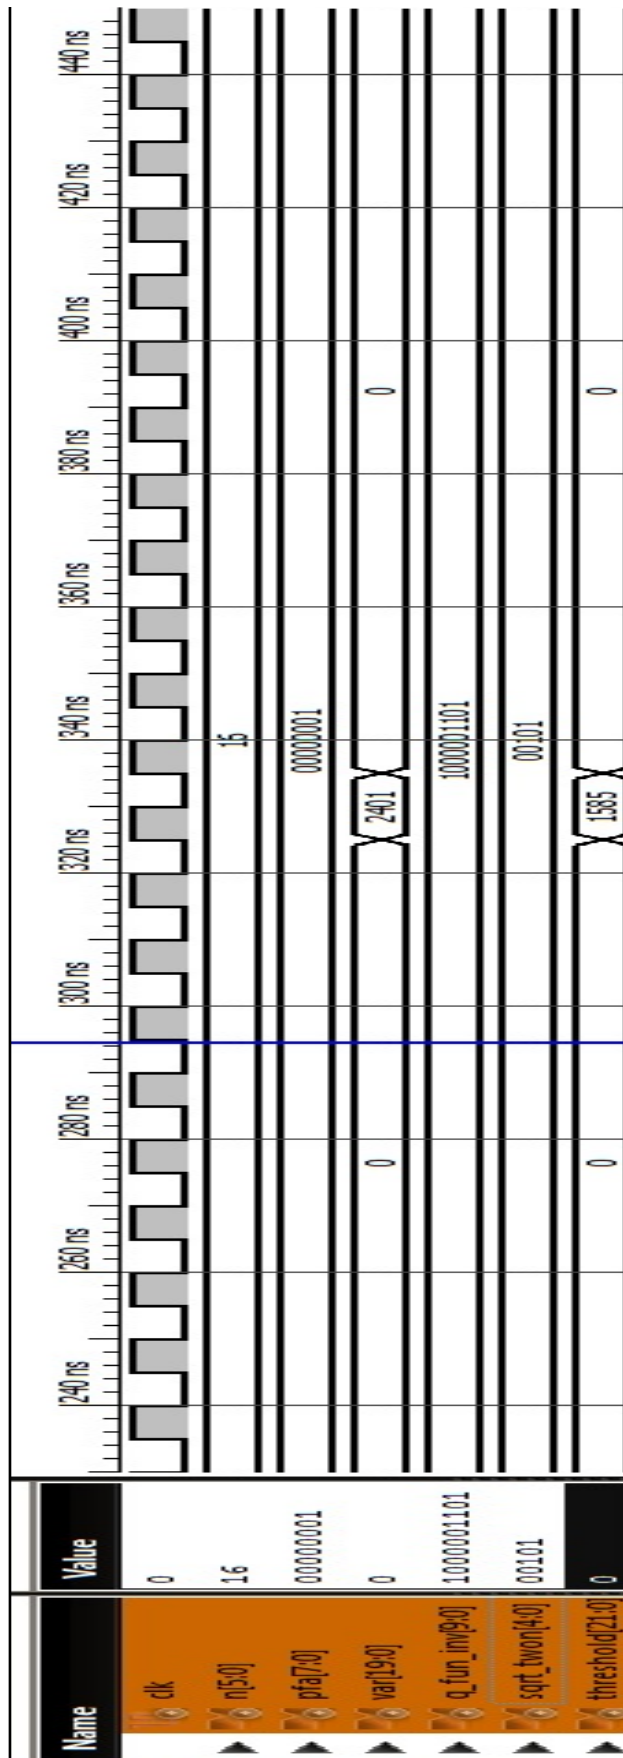 Name Value 240 ns 260 ns 280 ns 300 ns 320 ns 340 ns 360 ns 380 ns 400 ns 420 ns 440 ns
clk 0
n[5:0] 16 16
pfa[7:0] 00000001 00000001
var[19:0] 0 0 2401 0
q_fun_inv[9:0] 1000001101 1000001101
sqrt_twon[4:0] 00101 00101
threshold[21:0] 0 0 1585 0